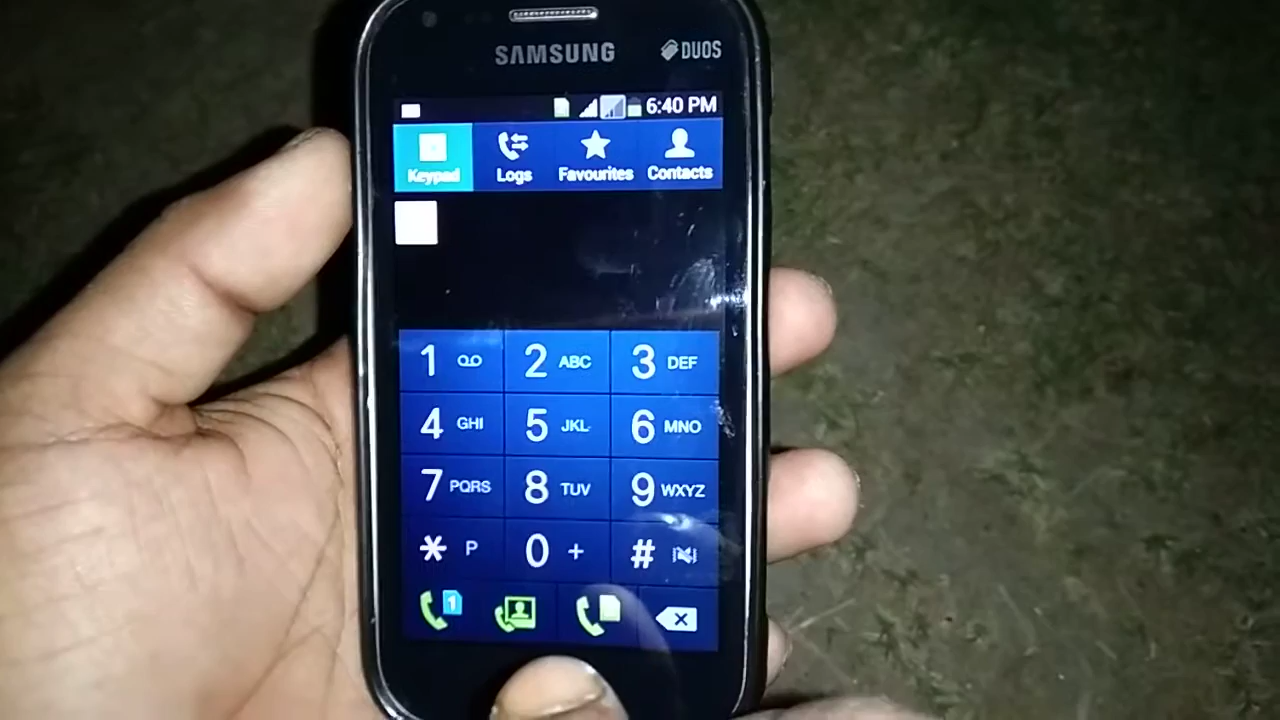 SAMSUNG DUOS
6:40 PM
Keypad Logs Favourites Contacts
1 2 ABC 3 DEF
4 GHI 5 JKL 6 MNO
7 PQRS 8 TUV 9 WXYZ
* P 0 + #
1